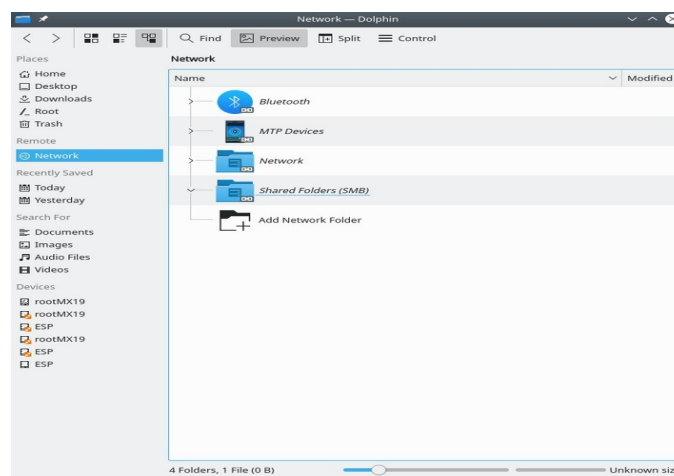 Network — Dolphin
Find Preview Split Control
Places
Home
Desktop
Downloads
Root
Trash
Remote
Network
Recently Saved
Today
Yesterday
Search For
Documents
Images
Audio Files
Videos
Devices
rootMX19
rootMX19
ESP
rootMX19
ESP
ESP
Network
Name Modified
Bluetooth
MTP Devices
Network
Shared Folders (SMB)
Add Network Folder
4 Folders, 1 File (0 B) Unknown siz